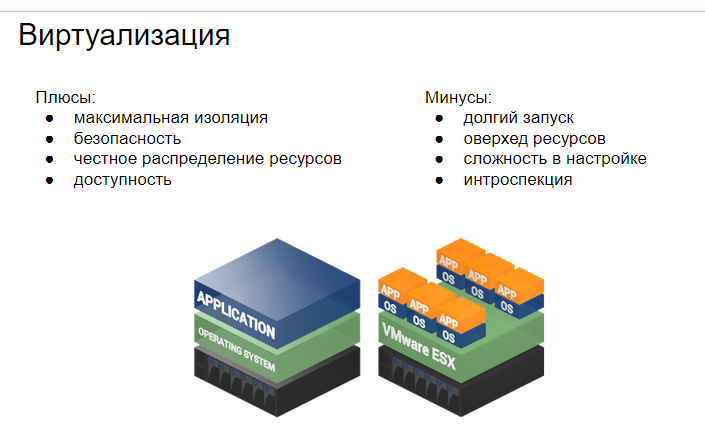 Виртуализация
Плюсы:
● максимальная изоляция
● безопасность
● честное распределение ресурсов
● доступность
Минусы:
● долгий запуск
● оверхед ресурсов
● сложность в настройке
● интроспекция
APPLICATION
OPERATING SYSTEM
APP
OS
APP
OS
APP
OS
APP
OS
APP
OS
APP
OS
VMware ESX